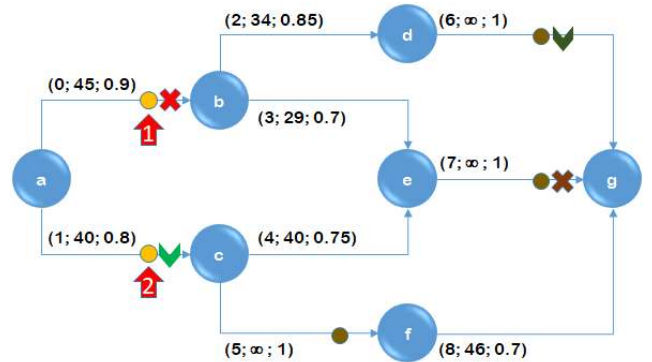 (2; 34; 0.85)
d
(6; ∞; 1)
(0; 45; 0.9)
b
(3; 29; 0.7)
1
a
e
(7; ∞; 1)
g
(1; 40; 0.8)
c
(4; 40; 0.75)
2
f
(5; ∞; 1)
(8; 46; 0.7)